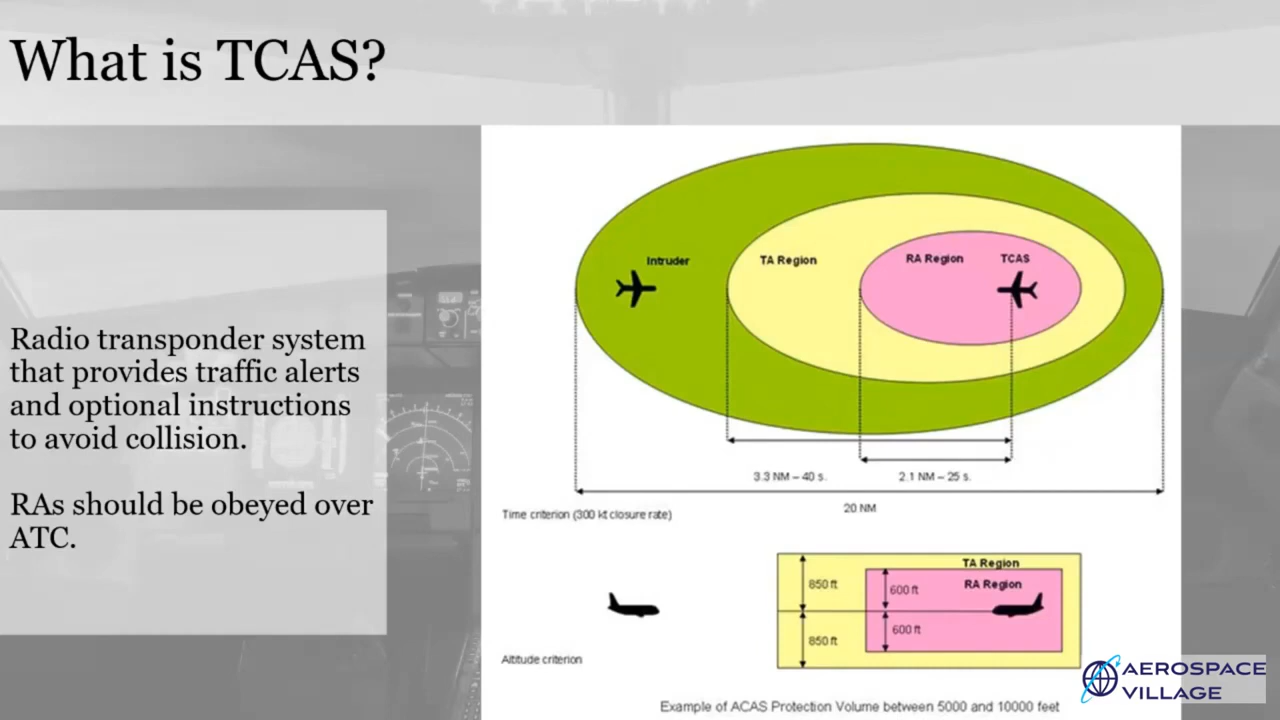 What is TCAS?
Radio transponder system
that provides traffic alerts
and optional instructions
to avoid collision.
RAs should be obeyed over
ATC.
Intruder
TA Region
RA Region
TCAS
3.3 NM – 40 s.
2.1 NM – 25 s.
20 NM
Time criterion (300 kt closure rate)
TA Region
RA Region
850 ft
600 ft
600 ft
850 ft
Altitude criterion
Example of ACAS Protection Volume between 5000 and 10000 feet
AEROSPACE
VILLAGE